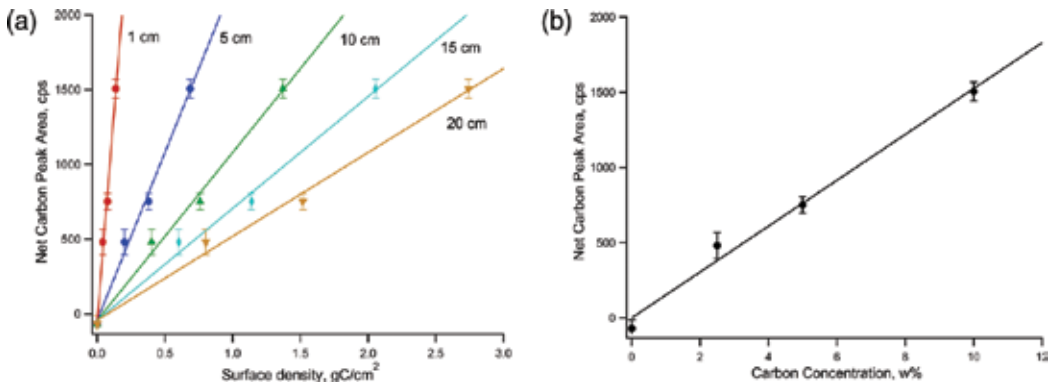 (a)
2000
1500
1000
500
0
Net Carbon Peak Area, cps
1 cm
5 cm
10 cm
15 cm
20 cm
0.0 0.5 1.0 1.5 2.0 2.5 3.0
Surface density, gC/cm²
(b)
2000
1500
1000
500
0
Net Carbon Peak Area, cps
0 2 4 6 8 10 12
Carbon Concentration, w%